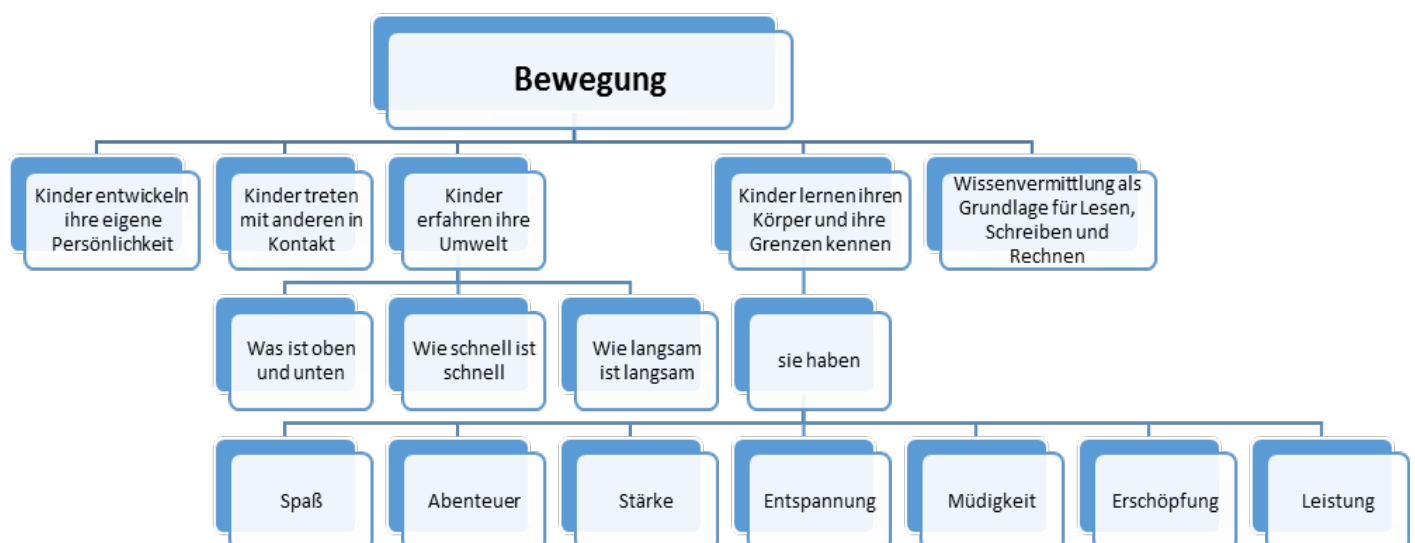 Bewegung
Kinder entwickeln
ihre eigene
Persönlichkeit
Kinder treten
mit anderen in
Kontakt
Kinder
erfahren ihre
Umwelt
Kinder lernen ihren
Körper und ihre
Grenzen kennen
Wissenvermittlung als
Grundlage für Lesen,
Schreiben und
Rechnen
Was ist oben
und unten
Wie schnell ist
schnell
Wie langsam
ist langsam
sie haben
Spaß
Abenteuer
Stärke
Entspannung
Müdigkeit
Erschöpfung
Leistung